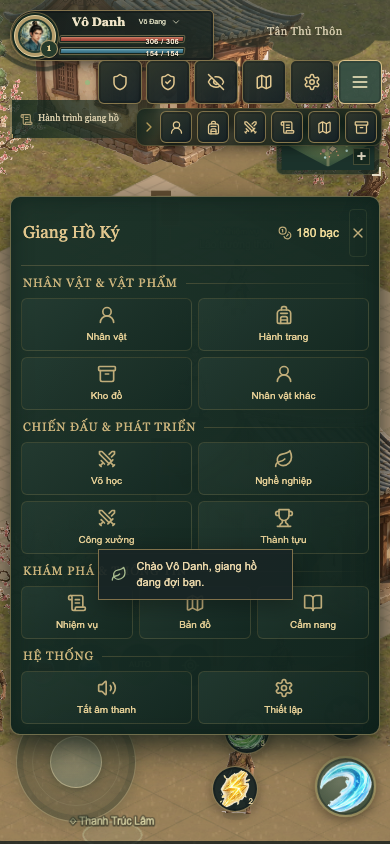 Vô Danh
Võ Đang
306 / 306
154 / 154
1
Tân Thủ Thôn
Hành trình giang hồ
Giang Hồ Ký
180 bạc
NHÂN VẬT & VẬT PHẨM
Nhân vật
Hành trang
Kho đồ
Nhân vật khác
CHIẾN ĐẤU & PHÁT TRIỂN
Võ học
Nghề nghiệp
Công xưởng
Thành tựu
KHÁM PHÁ
Chào Vô Danh, giang hồ
đang đợi bạn.
Nhiệm vụ
Bản đồ
Cẩm nang
HỆ THỐNG
Tắt âm thanh
Thiết lập
2
Thanh Trúc Lâm